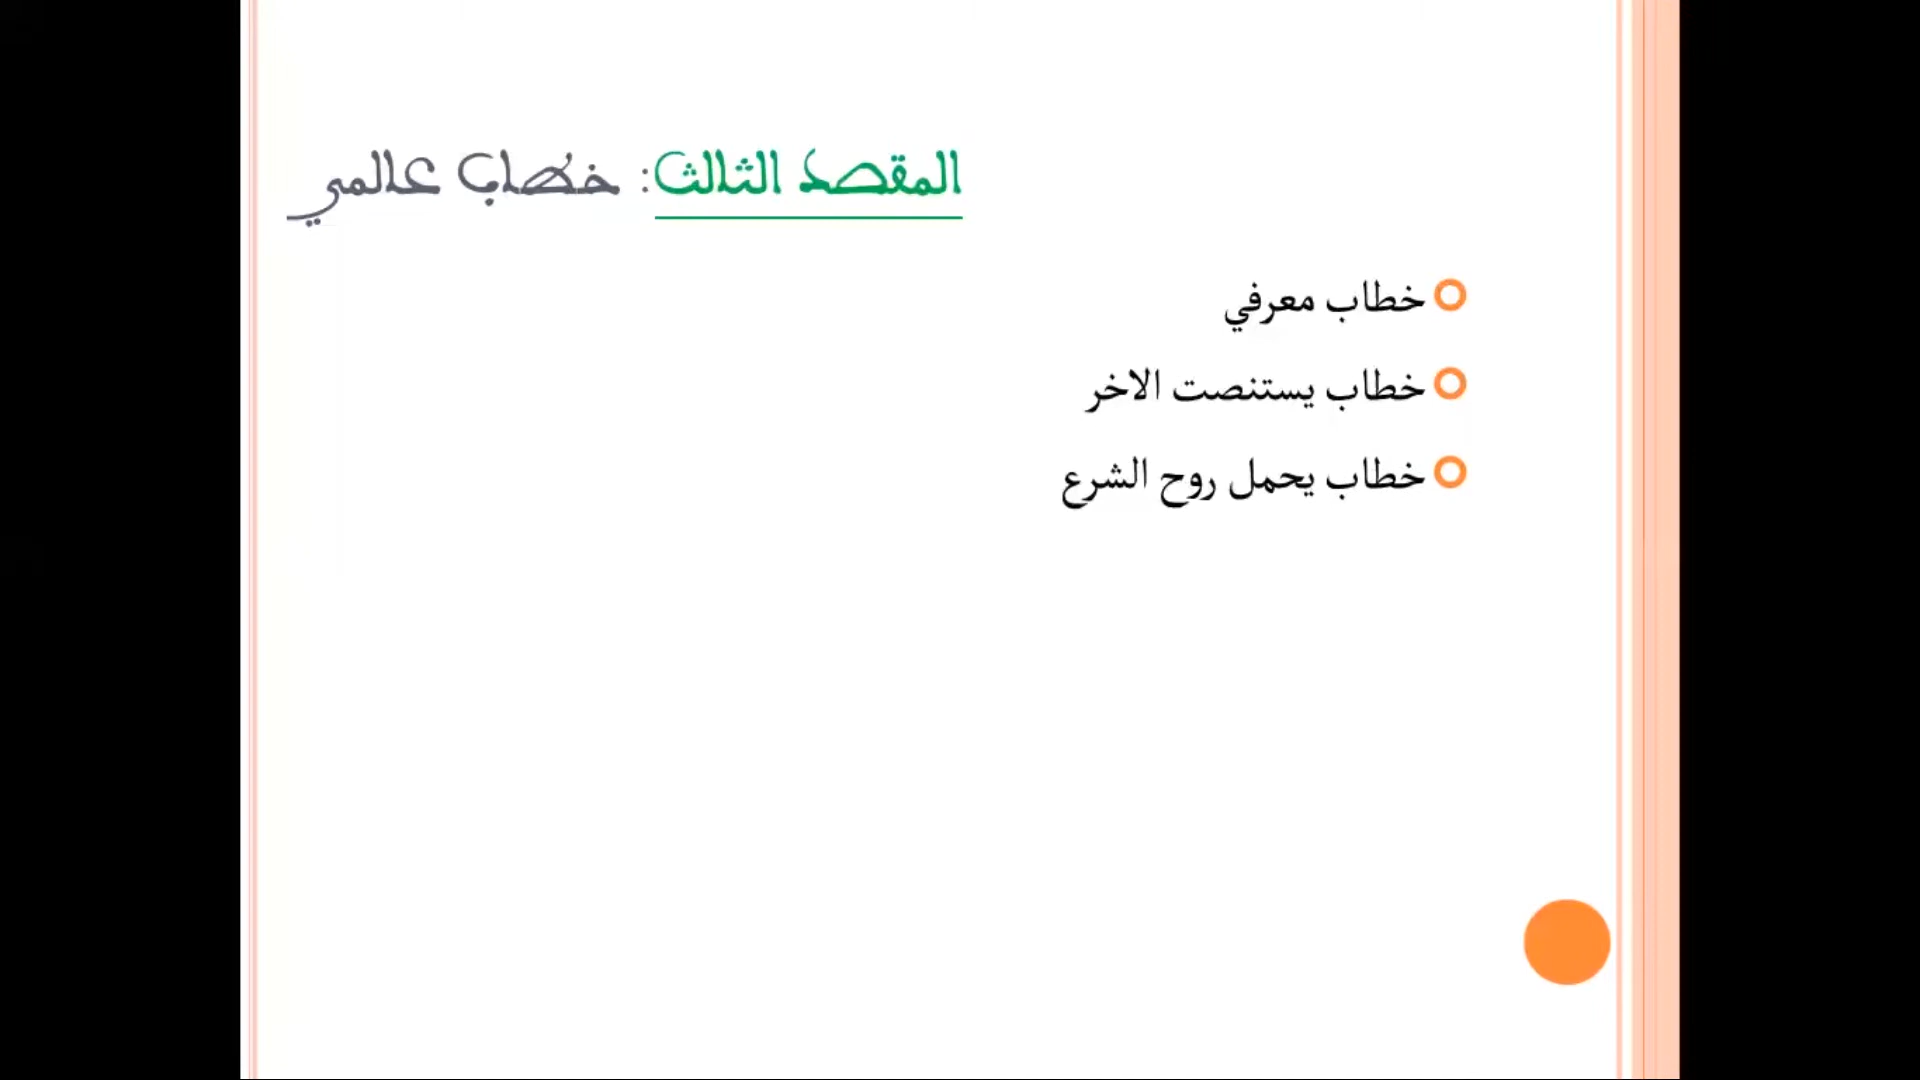 المقصد الثالث: خطاب عالمي
خطاب معرفي
خطاب يستنصت الاخر
خطاب يحمل روح الشرع